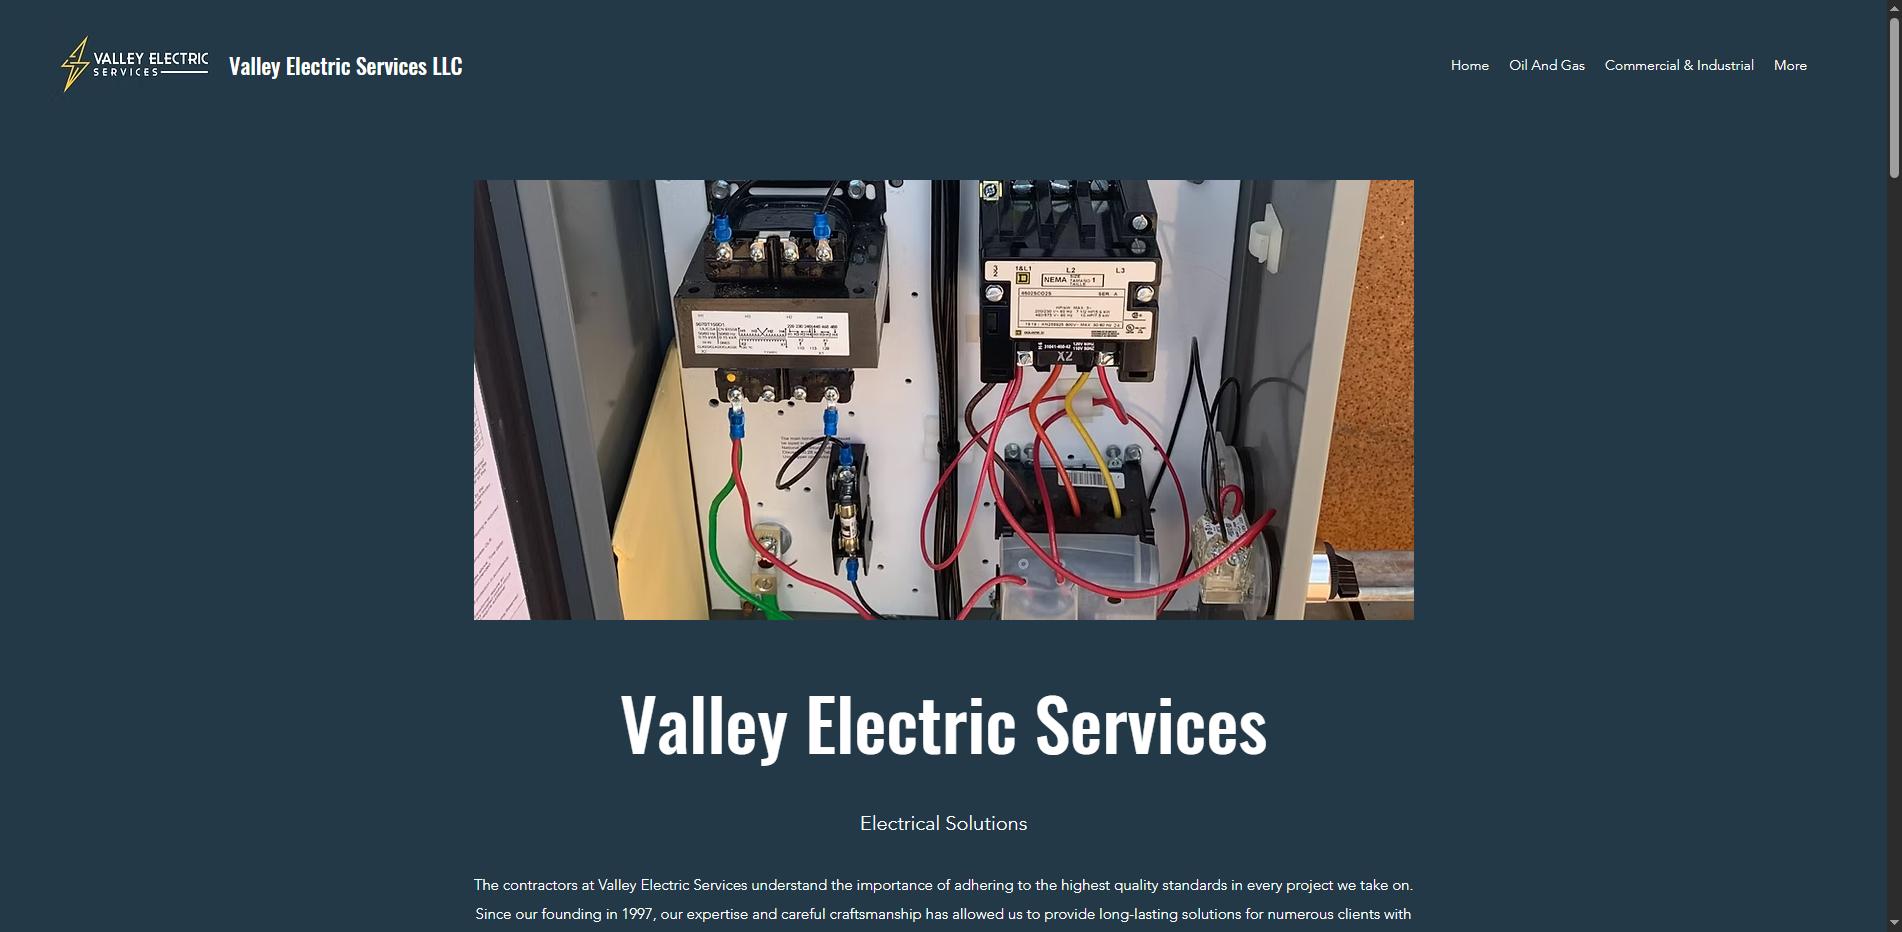 VALLEY ELECTRIC
SERVICES
Valley Electric Services LLC
Home
Oil And Gas
Commercial & Industrial
More
1&L1
L2
L3
NEMA SIZE 1
SER. A
X2
Valley Electric Services
Electrical Solutions
The contractors at Valley Electric Services understand the importance of adhering to the highest quality standards in every project we take on.
Since our founding in 1997, our expertise and careful craftsmanship has allowed us to provide long-lasting solutions for numerous clients with